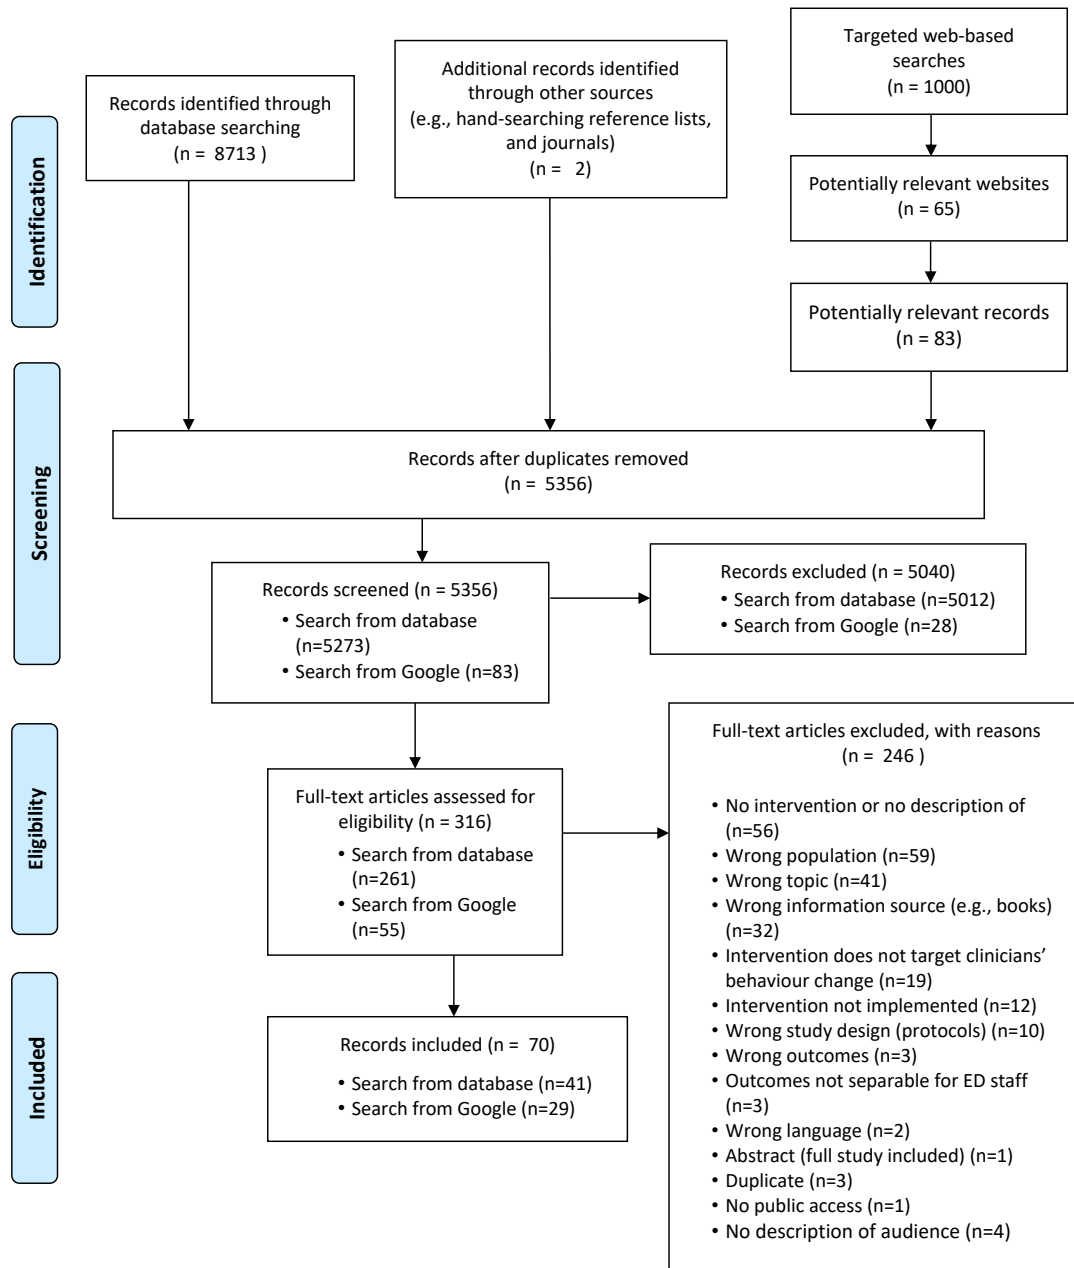 Targeted web-based
searches
(n = 1000)
Additional records identified
through other sources
(e.g., hand-searching reference lists,
and journals)
(n = 2)
Records identified through
database searching
(n = 8713 )
Identification
Potentially relevant websites
(n = 65)
Potentially relevant records
(n = 83)
Screening
Records after duplicates removed
(n = 5356)
Records screened (n = 5356)
• Search from database
(n=5273)
• Search from Google (n=83)
Records excluded (n = 5040)
• Search from database (n=5012)
• Search from Google (n=28)
Eligibility
Full-text articles assessed for
eligibility (n = 316)
• Search from database
(n=261)
• Search from Google
(n=55)
Full-text articles excluded, with reasons
(n = 246 )
• No intervention or no description of
(n=56)
• Wrong population (n=59)
• Wrong topic (n=41)
• Wrong information source (e.g., books)
(n=32)
• Intervention does not target clinicians’
behaviour change (n=19)
• Intervention not implemented (n=12)
• Wrong study design (protocols) (n=10)
• Wrong outcomes (n=3)
• Outcomes not separable for ED staff
(n=3)
• Wrong language (n=2)
• Abstract (full study included) (n=1)
• Duplicate (n=3)
• No public access (n=1)
• No description of audience (n=4)
Included
Records included (n = 70)
• Search from database (n=41)
• Search from Google (n=29)